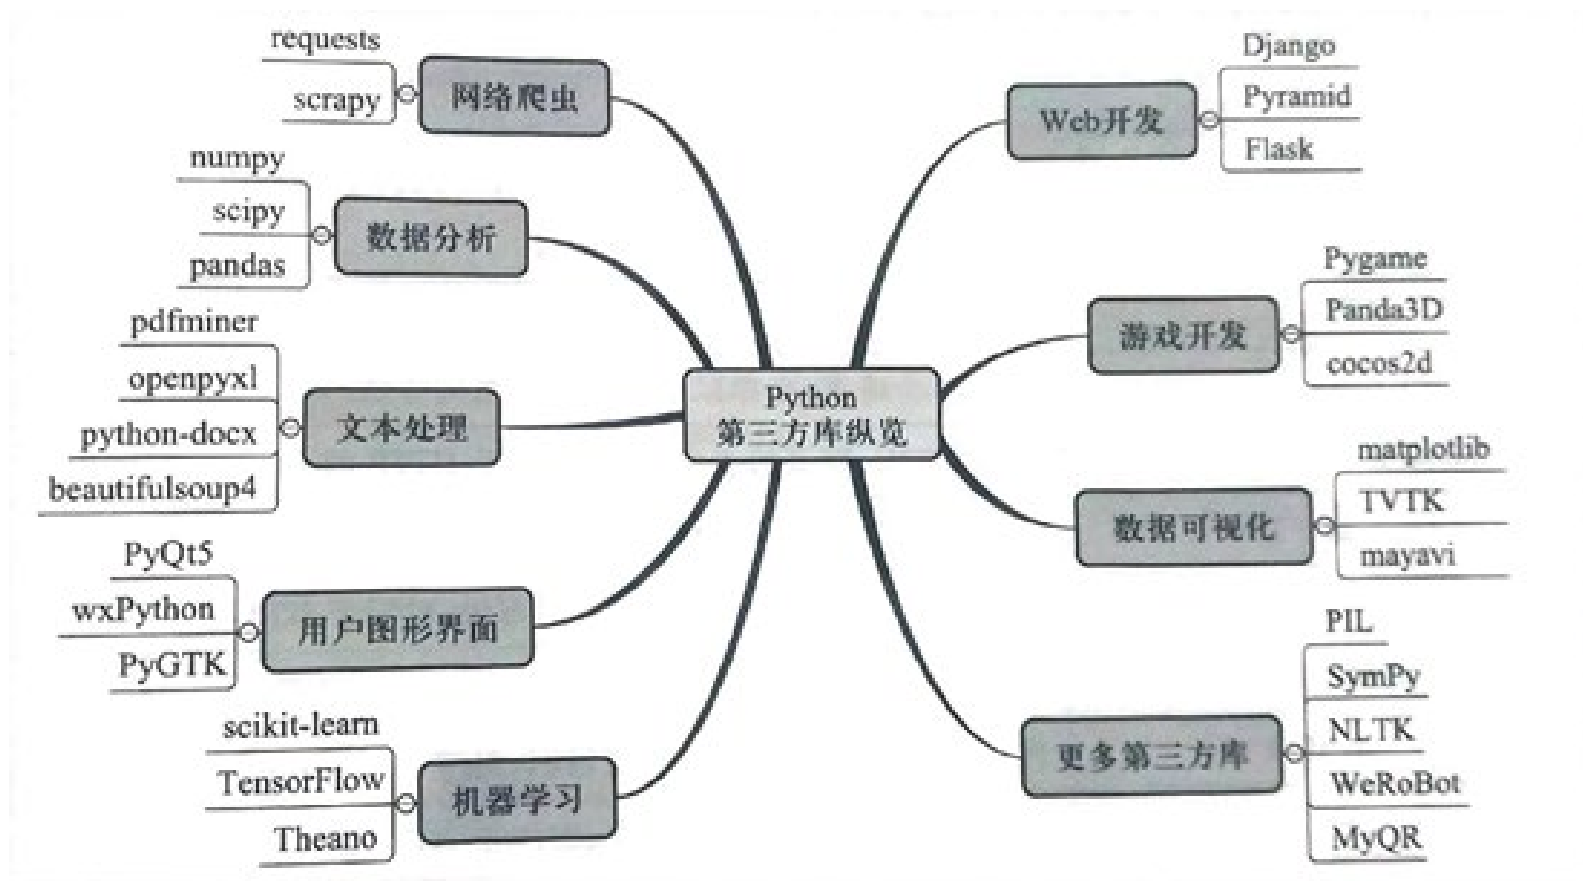 Python
第三方库纵览
网络爬虫
requests
scrapy
数据分析
numpy
scipy
pandas
文本处理
pdfminer
openpyxl
python-docx
beautifulsoup4
用户图形界面
PyQt5
wxPython
PyGTK
机器学习
scikit-learn
TensorFlow
Theano
Web开发
Django
Pyramid
Flask
游戏开发
Pygame
Panda3D
cocos2d
数据可视化
matplotlib
TVTK
mayavi
更多第三方库
PIL
SymPy
NLTK
WeRoBot
MyQR